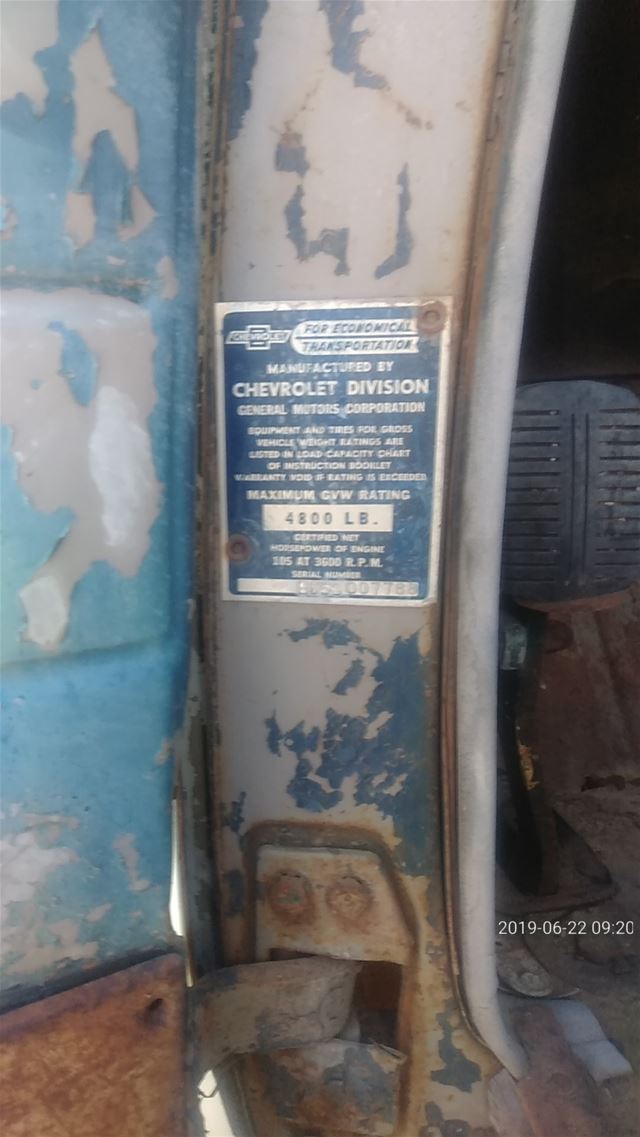 CHEVROLET
FOR ECONOMICAL
TRANSPORTATION
MANUFACTURED BY
CHEVROLET DIVISION
GENERAL MOTORS CORPORATION
EQUIPMENT AND TIRES FOR GROSS
VEHICLE WEIGHT RATINGS ARE
LISTED IN LOAD CAPACITY CHART
OF INSTRUCTION BOOKLET
WARRANTY VOID IF RATING IS EXCEEDED
MAXIMUM GVW RATING
4800 LB.
CERTIFIED NET
HORSEPOWER OF ENGINE
105 AT 3600 R.P.M.
SERIAL NUMBER
2019-06-22 09:20